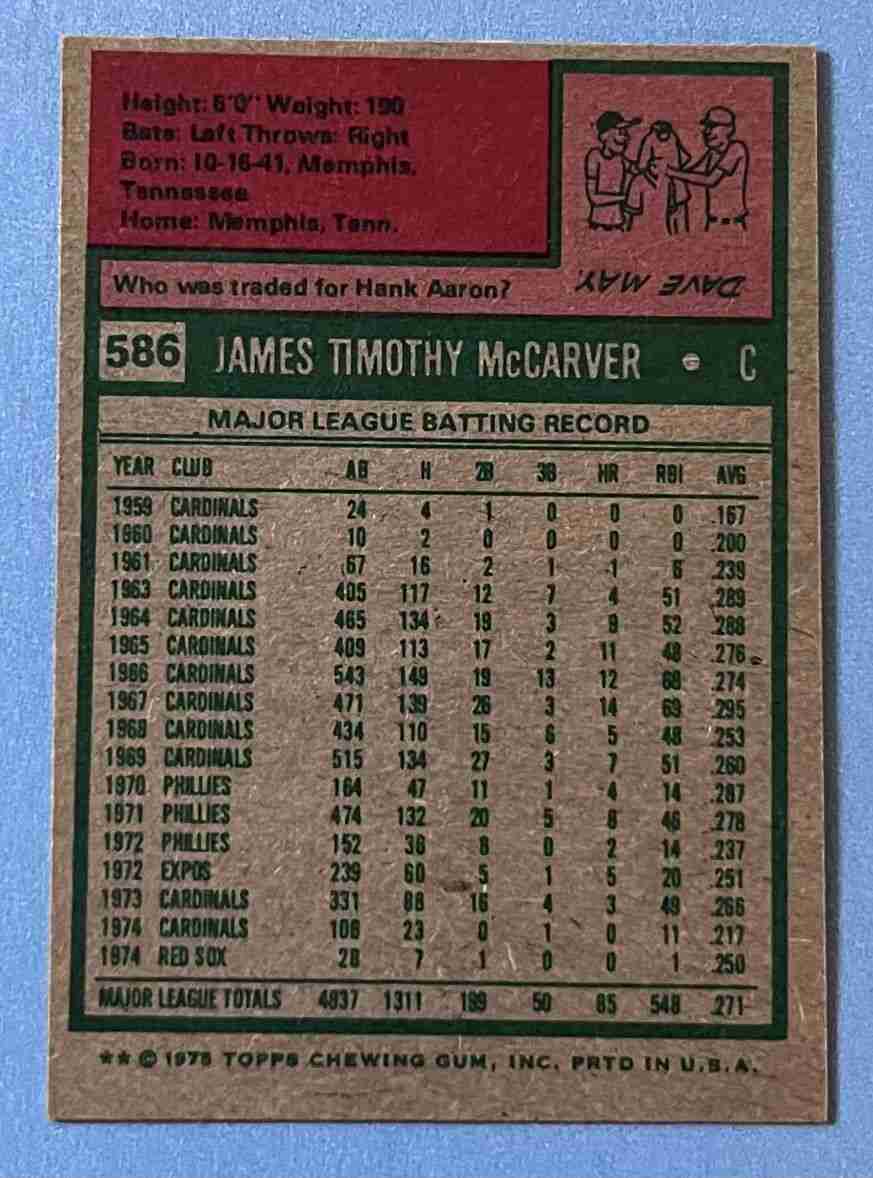 Height: 6'0" Weight: 190
Bats: Left Throws: Right
Born: 10-16-41, Memphis,
Tennessee
Home: Memphis, Tenn.
Who was traded for Hank Aaron?
DAVE MAY.
586 JAMES TIMOTHY McCARVER • C
MAJOR LEAGUE BATTING RECORD
YEAR CLUB AB H 2B 3B HR RBI AVG
1959 CARDINALS 24 4 1 0 0 0 .167
1960 CARDINALS 10 2 0 0 0 0 .200
1961 CARDINALS 67 16 2 1 1 6 .239
1963 CARDINALS 405 117 12 7 4 51 .289
1964 CARDINALS 465 134 19 3 9 52 .288
1965 CARDINALS 409 113 17 2 11 48 .276
1966 CARDINALS 543 149 19 13 12 68 .274
1967 CARDINALS 471 139 26 3 14 69 .295
1968 CARDINALS 434 110 15 6 5 48 .253
1969 CARDINALS 515 134 27 3 7 51 .260
1970 PHILLIES 164 47 11 1 4 14 .287
1971 PHILLIES 474 132 20 5 8 46 .278
1972 PHILLIES 152 36 8 0 2 14 .237
1972 EXPOS 239 60 5 1 5 20 .251
1973 CARDINALS 331 88 16 4 3 49 .266
1974 CARDINALS 106 23 0 1 0 11 .217
1974 RED SOX 28 7 1 0 0 1 .250
MAJOR LEAGUE TOTALS 4837 1311 199 50 85 548 .271
** © 1975 TOPPS CHEWING GUM, INC. PRTD IN U.S.A.